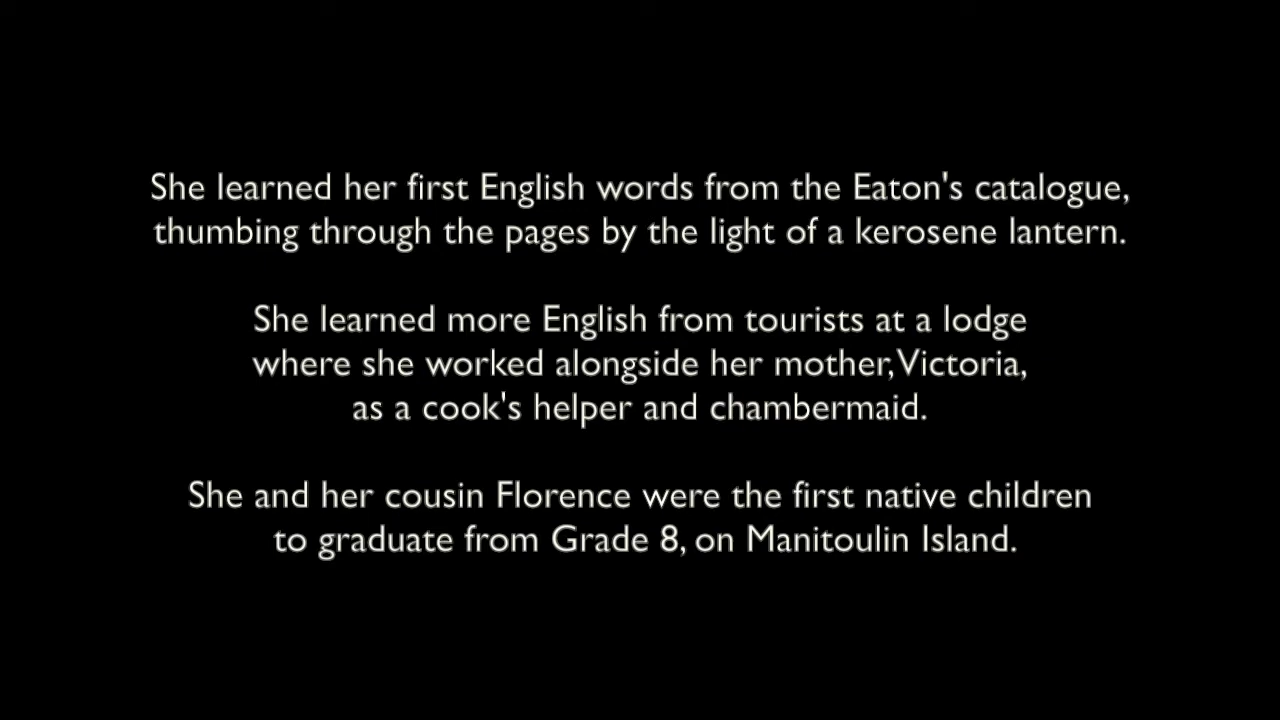 She learned her first English words from the Eaton's catalogue,
thumbing through the pages by the light of a kerosene lantern.
She learned more English from tourists at a lodge
where she worked alongside her mother, Victoria,
as a cook's helper and chambermaid.
She and her cousin Florence were the first native children
to graduate from Grade 8, on Manitoulin Island.